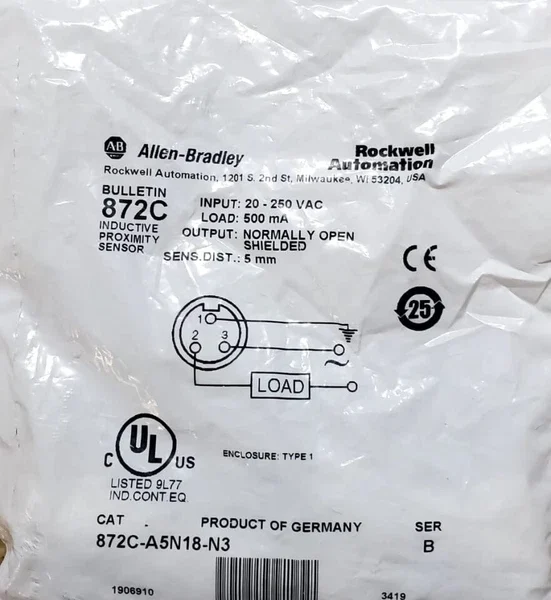 AB Allen-Bradley
Rockwell
Automation
Rockwell Automation, 1201 S. 2nd St, Milwaukee, WI 53204, USA
BULLETIN
872C
INDUCTIVE
PROXIMITY
SENSOR
INPUT: 20 - 250 VAC
LOAD: 500 mA
OUTPUT: NORMALLY OPEN
SHIELDED
SENS.DIST.: 5 mm
CE
25
1
2
3
~
LOAD
C UL US
LISTED 9L77
IND.CONT.EQ.
ENCLOSURE: TYPE 1
CAT
PRODUCT OF GERMANY
SER
872C-A5N18-N3
B
1906910
3419